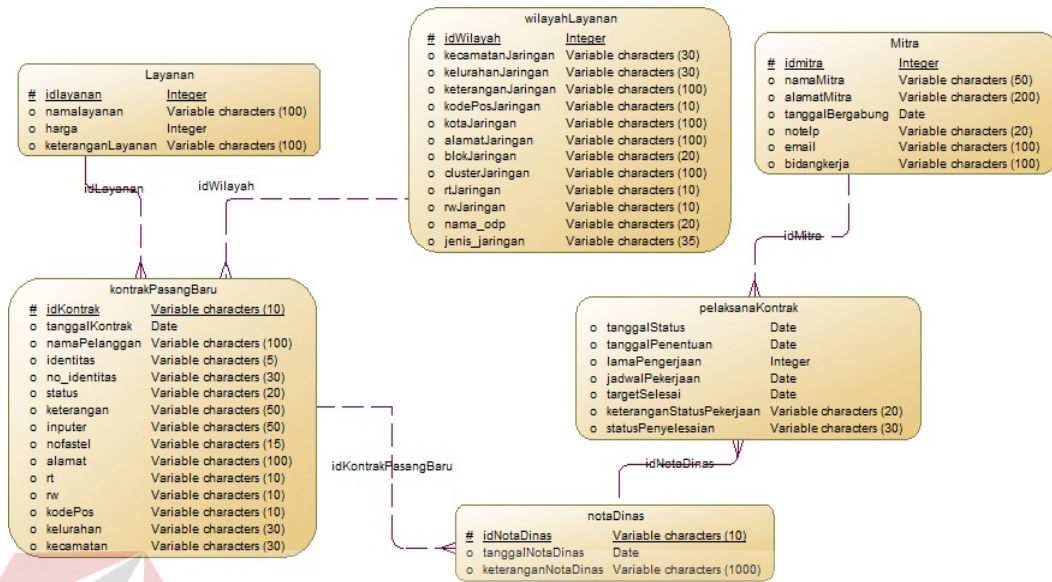 Layanan
# idlayanan Integer
o namalayanan Variable characters (100)
o harga Integer
o keteranganLayanan Variable characters (100)
wilayahLayanan
# idWilayah Integer
o kecamatanJaringan Variable characters (30)
o kelurahanJaringan Variable characters (30)
o keteranganJaringan Variable characters (100)
o kodePosJaringan Variable characters (10)
o kotaJaringan Variable characters (100)
o alamatJaringan Variable characters (100)
o blokJaringan Variable characters (20)
o clusterJaringan Variable characters (100)
o rtJaringan Variable characters (10)
o rwJaringan Variable characters (10)
o nama_odp Variable characters (20)
o jenis_jaringan Variable characters (35)
Mitra
# idmitra Integer
o namaMitra Variable characters (50)
o alamatMitra Variable characters (200)
o tanggalBergabung Date
o notelp Variable characters (20)
o email Variable characters (100)
o bidangkerja Variable characters (100)
idLayanan
idWilayah
idMitra
kontrakPasangBaru
# idKontrak Variable characters (10)
o tanggalKontrak Date
o namaPelanggan Variable characters (100)
o identitas Variable characters (5)
o no_identitas Variable characters (30)
o status Variable characters (20)
o keterangan Variable characters (50)
o inputer Variable characters (50)
o nofastel Variable characters (15)
o alamat Variable characters (100)
o rt Variable characters (10)
o rw Variable characters (10)
o kodePos Variable characters (10)
o kelurahan Variable characters (30)
o kecamatan Variable characters (30)
pelaksanaKontrak
o tanggalStatus Date
o tanggalPenentuan Date
o lamaPengerjaan Integer
o jadwalPekerjaan Date
o targetSelesai Date
o keteranganStatusPekerjaan Variable characters (20)
o statusPenyelesaian Variable characters (30)
idKontrakPasangBaru
idNotaDinas
notaDinas
# idNotaDinas Variable characters (10)
o tanggalNotaDinas Date
o keteranganNotaDinas Variable characters (1000)